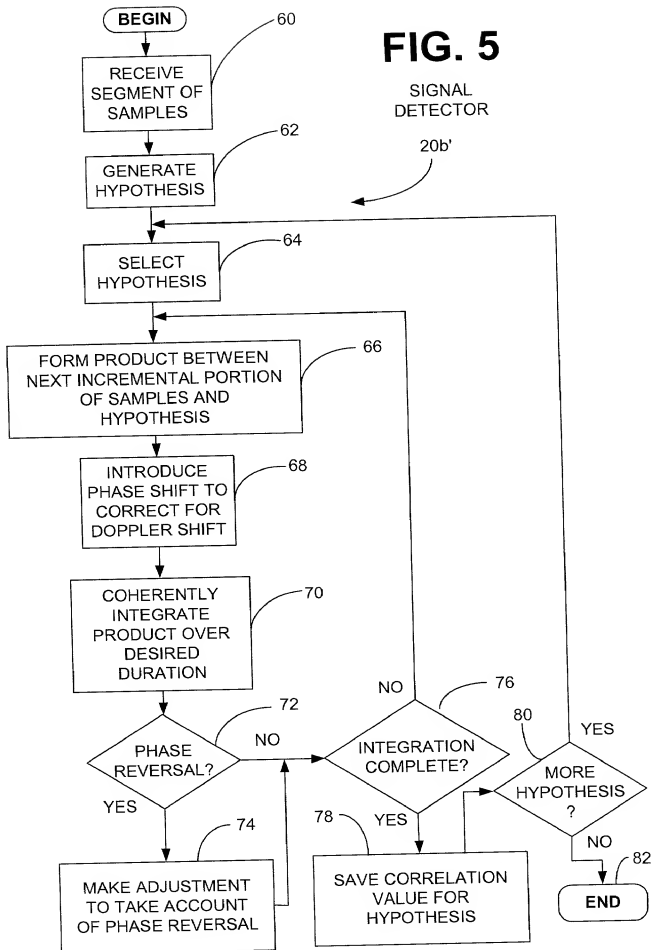 BEGIN
60
FIG. 5
RECEIVE
SEGMENT OF
SAMPLES
SIGNAL
DETECTOR
62
20b'
GENERATE
HYPOTHESIS
64
SELECT
HYPOTHESIS
66
FORM PRODUCT BETWEEN
NEXT INCREMENTAL PORTION
OF SAMPLES AND
HYPOTHESIS
68
INTRODUCE
PHASE SHIFT TO
CORRECT FOR
DOPPLER SHIFT
70
COHERENTLY
INTEGRATE
PRODUCT OVER
DESIRED
DURATION
72
PHASE
REVERSAL?
NO
YES
74
MAKE ADJUSTMENT
TO TAKE ACCOUNT
OF PHASE REVERSAL
NO
76
INTEGRATION
COMPLETE?
YES
78
SAVE CORRELATION
VALUE FOR
HYPOTHESIS
80
YES
MORE
HYPOTHESIS
?
NO
82
END